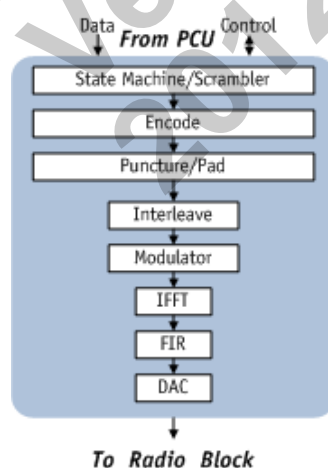 Data
Control
From PCU
State Machine/Scrambler
Encode
Puncture/Pad
Interleave
Modulator
IFFT
FIR
DAC
To Radio Block